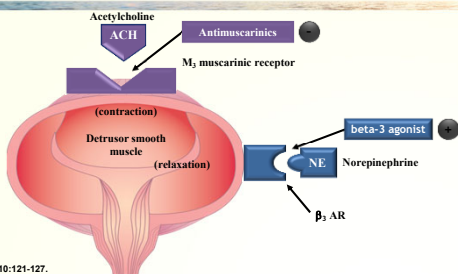 Acetylcholine
ACH
Antimuscarinics
-
M3 muscarinic receptor
(contraction)
Detrusor smooth
muscle
(relaxation)
beta-3 agonist
+
NE
Norepinephrine
β3 AR
10:121-127.